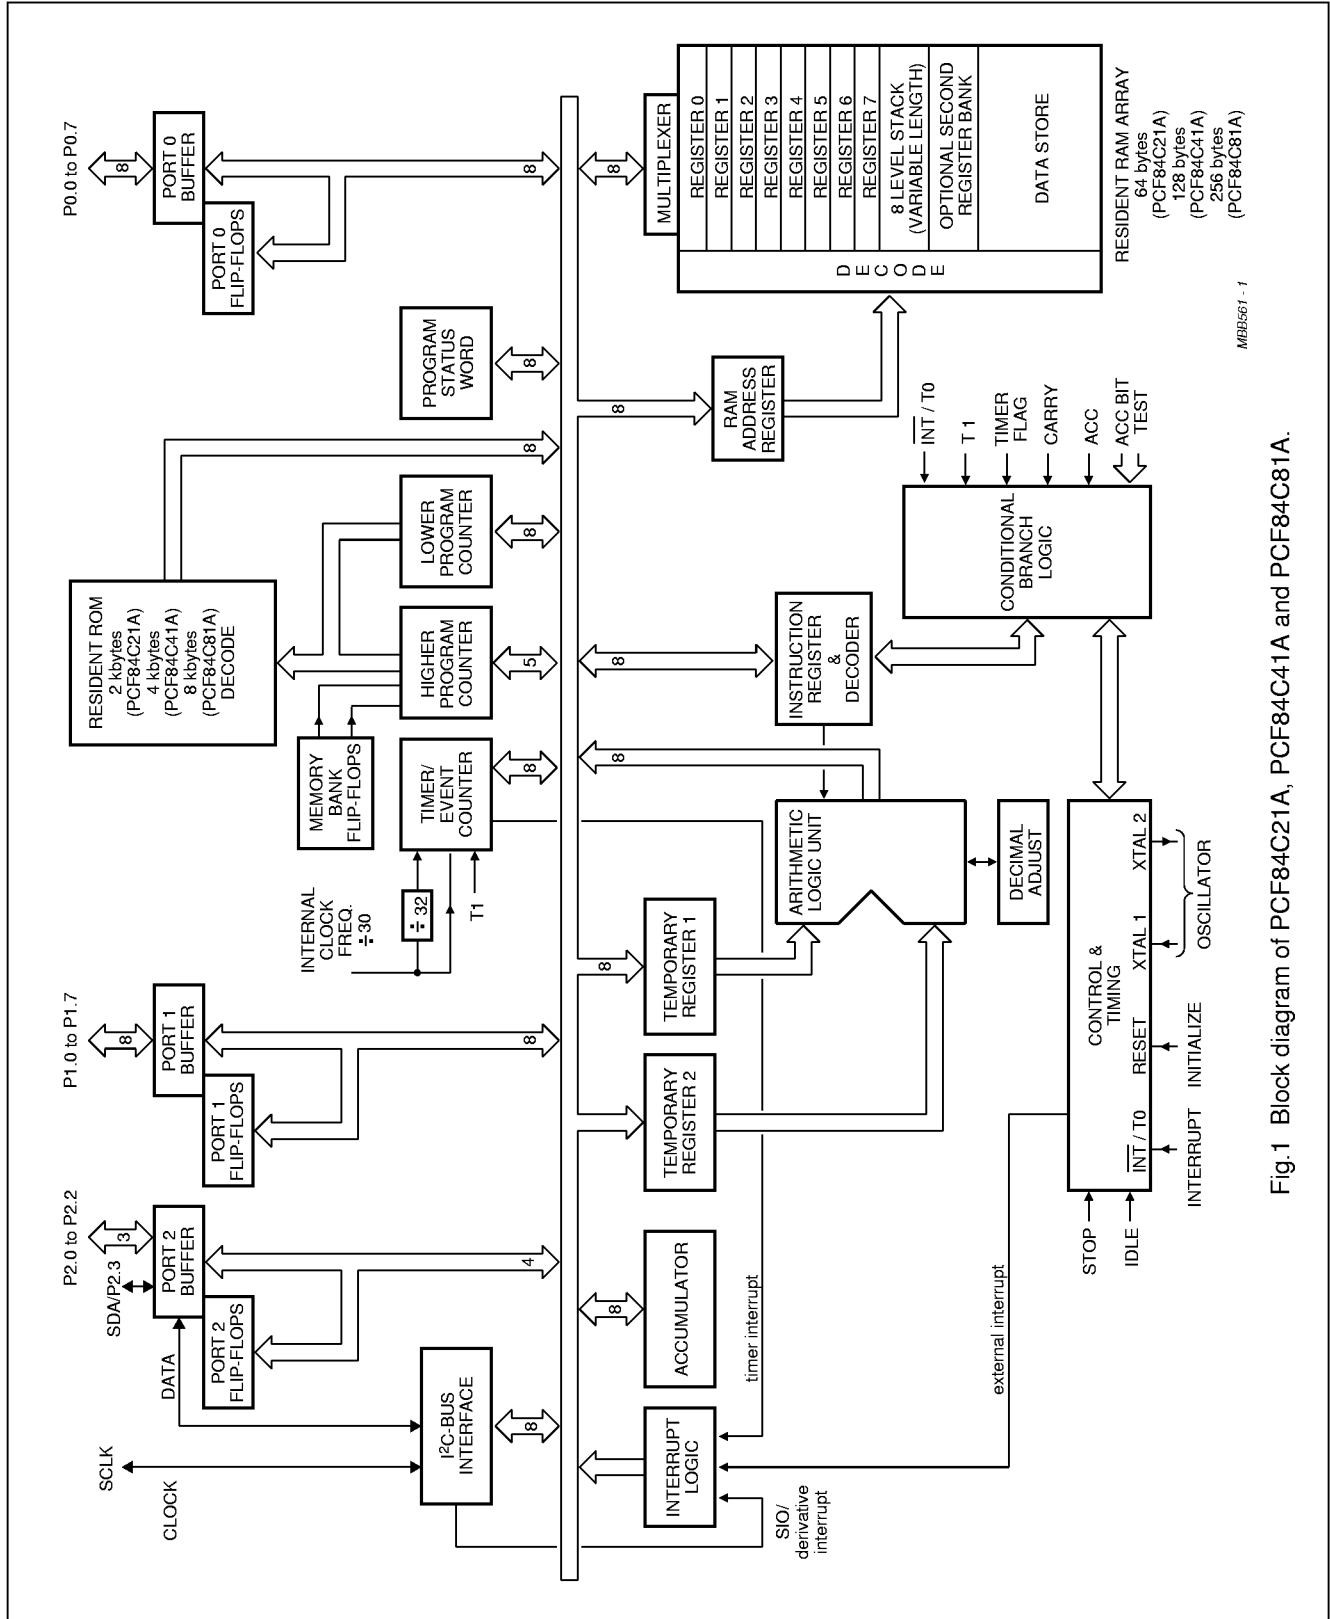 SCLK
CLOCK
DATA
SDA/P2.3
P2.0 to P2.2
3
PORT 2
BUFFER
PORT 2
FLIP-FLOPS
4
I²C-BUS
INTERFACE
8
P1.0 to P1.7
8
PORT 1
BUFFER
PORT 1
FLIP-FLOPS
8
INTERNAL
CLOCK
FREQ.
÷30
÷ 32
T1
TIMER/
EVENT
COUNTER
8
MEMORY
BANK
FLIP-FLOPS
RESIDENT ROM
2 kbytes
(PCF84C21A)
4 kbytes
(PCF84C41A)
8 kbytes
(PCF84C81A)
DECODE
HIGHER
PROGRAM
COUNTER
5
LOWER
PROGRAM
COUNTER
8
8
PROGRAM
STATUS
WORD
8
P0.0 to P0.7
8
PORT 0
BUFFER
PORT 0
FLIP-FLOPS
8
INTERRUPT
LOGIC
SIO/
derivative
interrupt
timer interrupt
external interrupt
8
ACCUMULATOR
TEMPORARY
REGISTER 2
8
TEMPORARY
REGISTER 1
ARITHMETIC
LOGIC UNIT
8
DECIMAL
ADJUST
8
INSTRUCTION
REGISTER
&
DECODER
8
RAM
ADDRESS
REGISTER
8
MULTIPLEXER
DECODE
REGISTER 0
REGISTER 1
REGISTER 2
REGISTER 3
REGISTER 4
REGISTER 5
REGISTER 6
REGISTER 7
8 LEVEL STACK
(VARIABLE LENGTH)
OPTIONAL SECOND
REGISTER BANK
DATA STORE
RESIDENT RAM ARRAY
64 bytes
(PCF84C21A)
128 bytes
(PCF84C41A)
256 bytes
(PCF84C81A)
CONDITIONAL
BRANCH
LOGIC
INT / T0
T 1
TIMER
FLAG
CARRY
ACC
ACC BIT
TEST
CONTROL &
TIMING
STOP
IDLE
INT / T0
RESET
XTAL 1
XTAL 2
INTERRUPT
INITIALIZE
OSCILLATOR
MBB561 - 1
Fig.1 Block diagram of PCF84C21A, PCF84C41A and PCF84C81A.